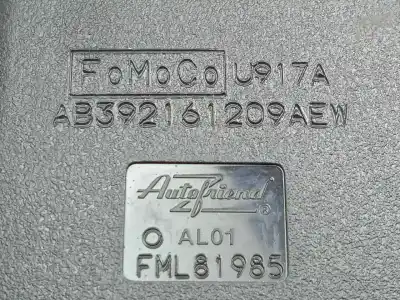 FoMoCo U917A
AB392161209AEW
AutoFriend
AL01
FML81985